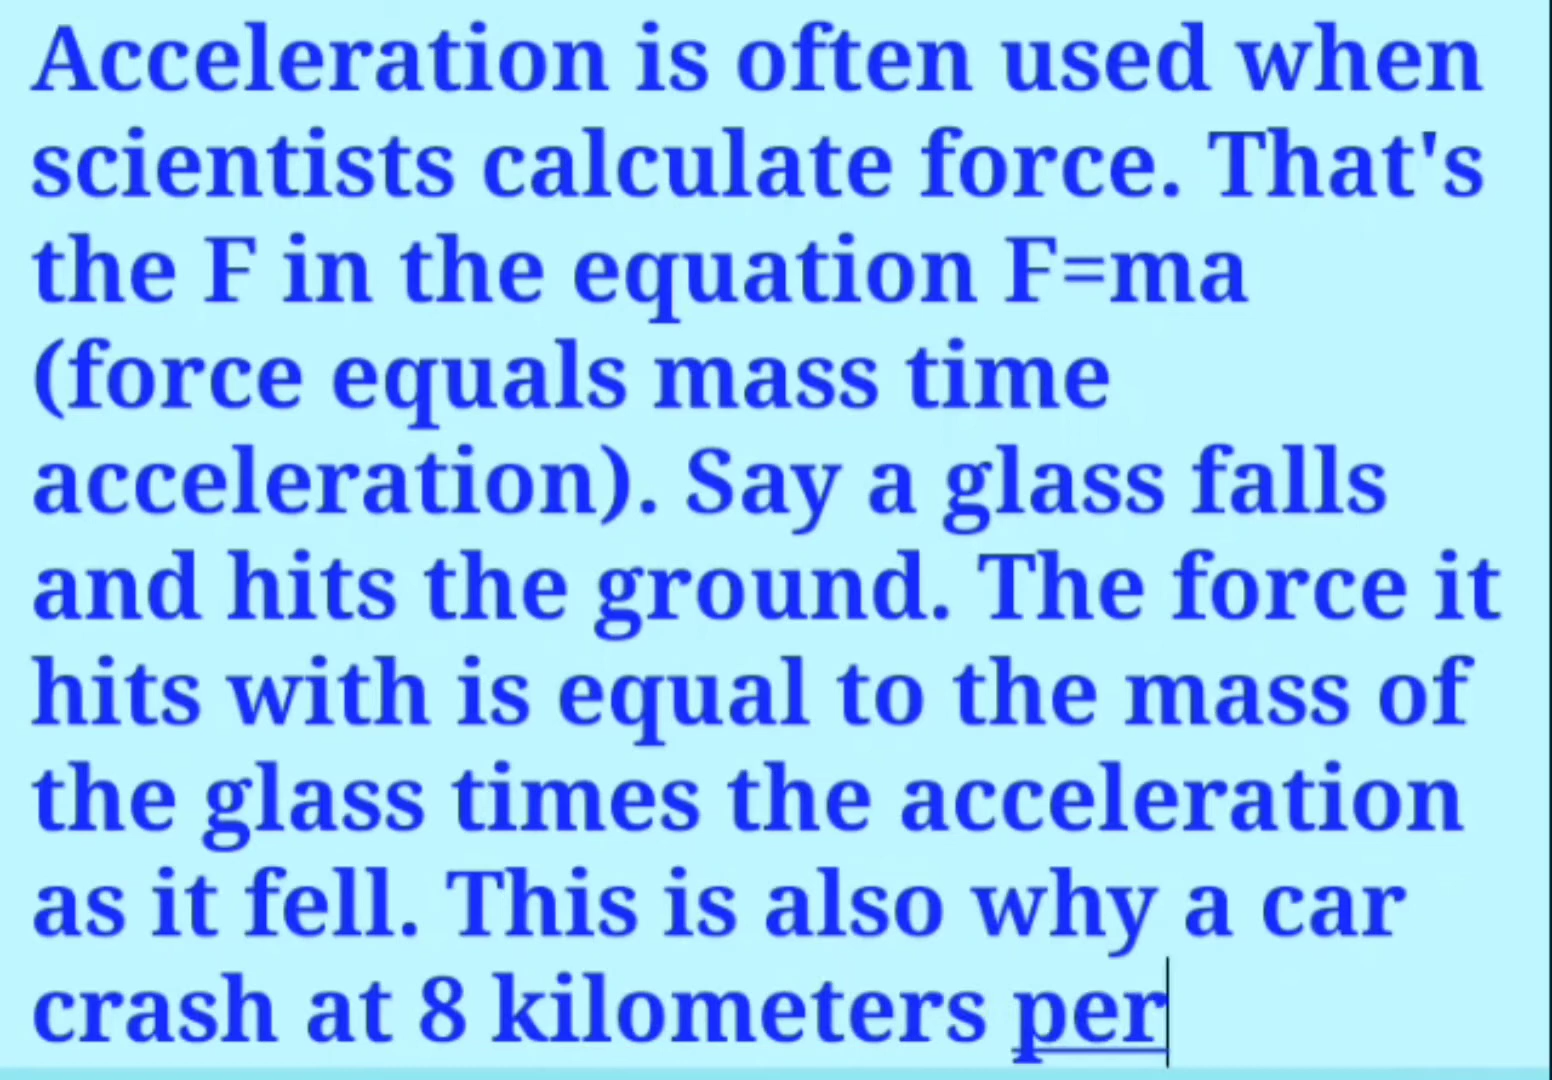 Acceleration is often used when
scientists calculate force. That's
the F in the equation F=ma
(force equals mass time
acceleration). Say a glass falls
and hits the ground. The force it
hits with is equal to the mass of
the glass times the acceleration
as it fell. This is also why a car
crash at 8 kilometers per